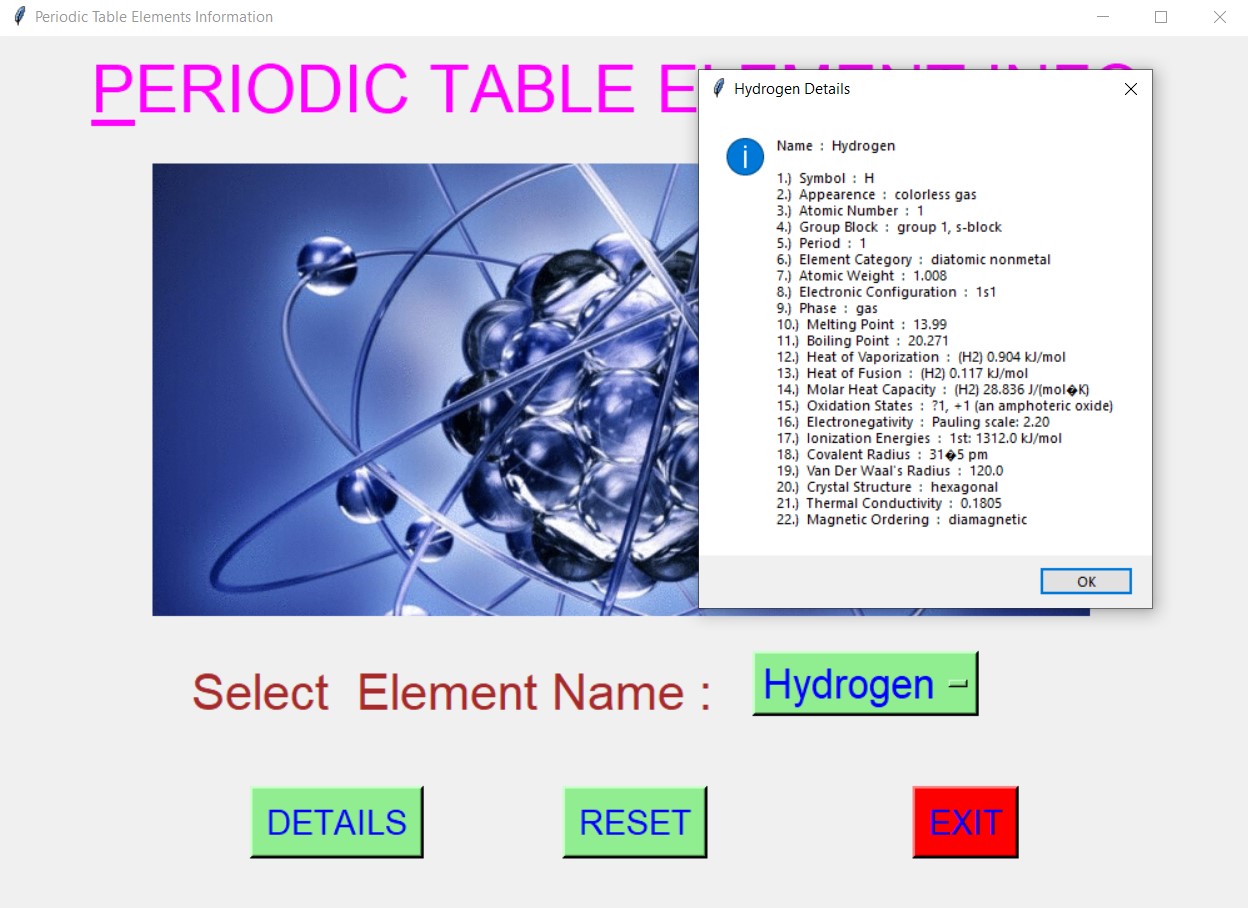 Periodic Table Elements Information
PERIODIC TABLE
Hydrogen Details
Name : Hydrogen
1.) Symbol : H
2.) Appearence : colorless gas
3.) Atomic Number : 1
4.) Group Block : group 1, s-block
5.) Period : 1
6.) Element Category : diatomic nonmetal
7.) Atomic Weight : 1.008
8.) Electronic Configuration : 1s1
9.) Phase : gas
10.) Melting Point : 13.99
11.) Boiling Point : 20.271
12.) Heat of Vaporization : (H2) 0.904 kJ/mol
13.) Heat of Fusion : (H2) 0.117 kJ/mol
14.) Molar Heat Capacity : (H2) 28.836 J/(mol�K)
15.) Oxidation States : ?1, +1 (an amphoteric oxide)
16.) Electronegativity : Pauling scale: 2.20
17.) Ionization Energies : 1st: 1312.0 kJ/mol
18.) Covalent Radius : 31�5 pm
19.) Van Der Waal's Radius : 120.0
20.) Crystal Structure : hexagonal
21.) Thermal Conductivity : 0.1805
22.) Magnetic Ordering : diamagnetic
OK
Select Element Name :
Hydrogen
DETAILS
RESET
EXIT